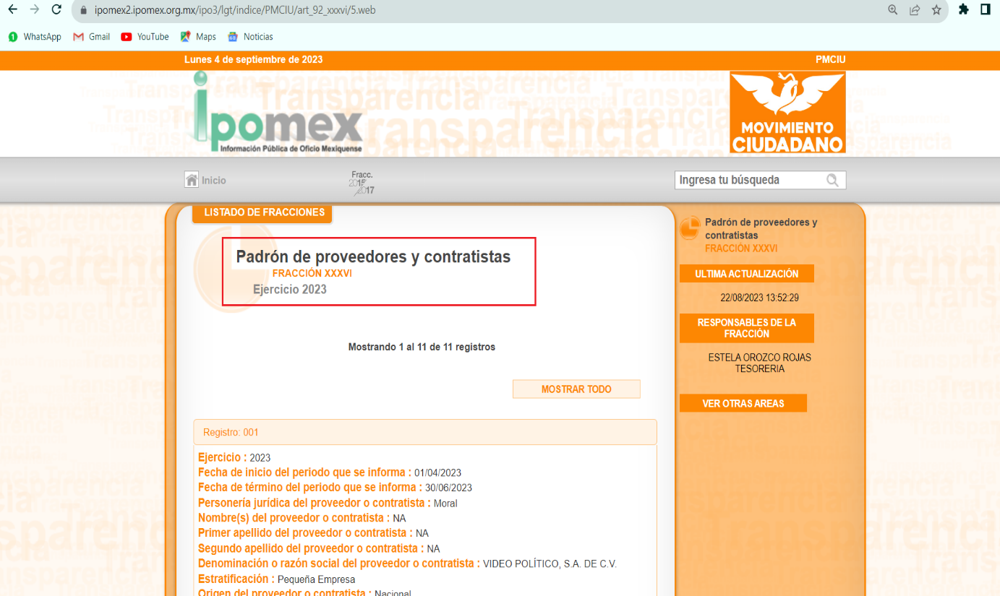 ipomex2.ipomex.org.mx/ipo3/lgt/indice/PMCIU/art_92_xxxvi/5.web
WhatsApp Gmail YouTube Maps Noticias
Lunes 4 de septiembre de 2023 PMCIU
Transparencia
ipomex
Información Pública de Oficio Mexiquense
MOVIMIENTO
CIUDADANO
Inicio
Fracc.
2017
Ingresa tu búsqueda
LISTADO DE FRACCIONES
Padrón de proveedores y contratistas
FRACCIÓN XXXVI
Ejercicio 2023
Mostrando 1 al 11 de 11 registros
MOSTRAR TODO
Registro: 001
Ejercicio : 2023
Fecha de inicio del periodo que se informa : 01/04/2023
Fecha de término del periodo que se informa : 30/06/2023
Personería jurídica del proveedor o contratista : Moral
Nombre(s) del proveedor o contratista : NA
Primer apellido del proveedor o contratista : NA
Segundo apellido del proveedor o contratista : NA
Denominación o razón social del proveedor o contratista : VIDEO POLÍTICO, S.A. DE C.V.
Estratificación : Pequeña Empresa
Origen del proveedor o contratista : Nacional
Padrón de proveedores y
contratistas
FRACCIÓN XXXVI
ULTIMA ACTUALIZACIÓN
22/08/2023 13:52:29
RESPONSABLES DE LA
FRACCIÓN
ESTELA OROZCO ROJAS
TESORERIA
VER OTRAS AREAS